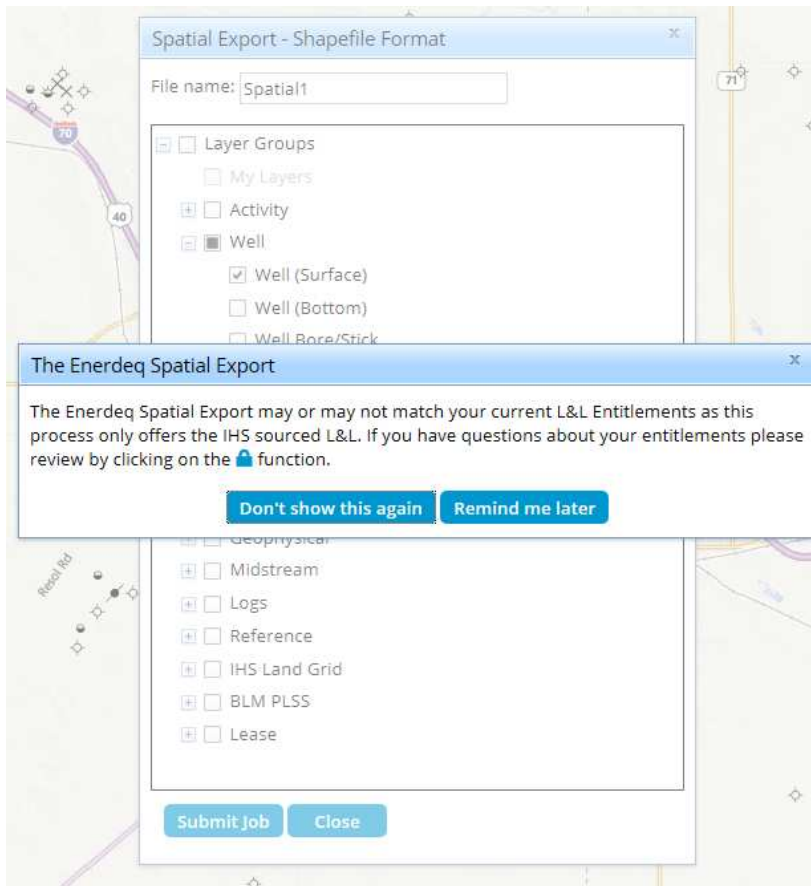 Spatial Export - Shapefile Format
x
File name: Spatial1
Layer Groups
My Layers
Activity
Well
Well (Surface)
Well (Bottom)
Well Bore/Stick
The Enerdeq Spatial Export
x
The Enerdeq Spatial Export may or may not match your current L&L Entitlements as this
process only offers the IHS sourced L&L. If you have questions about your entitlements please
review by clicking on the function.
Don't show this again
Remind me later
Geophysical
Midstream
Logs
Reference
IHS Land Grid
BLM PLSS
Lease
Submit Job
Close
70
40
71
Resol Rd